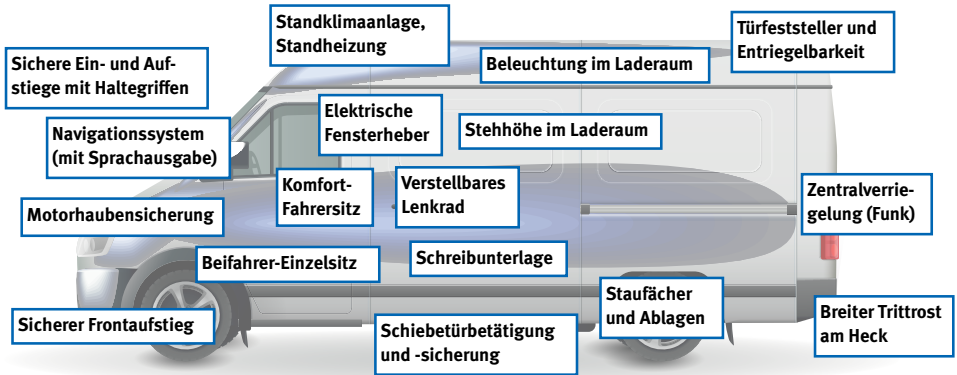 Standklimaanlage,
Standheizung
Türfeststeller und
Entriegelbarkeit
Sichere Ein- und Auf-
stiege mit Haltegriffen
Beleuchtung im Laderaum
Elektrische
Fensterheber
Stehhöhe im Laderaum
Navigationssystem
(mit Sprachausgabe)
Komfort-
Fahrersitz
Verstellbares
Lenkrad
Zentralverrie-
gelung (Funk)
Motorhaubensicherung
Beifahrer-Einzelsitz
Schreibunterlage
Staufächer
und Ablagen
Sicherer Frontaufstieg
Schiebetürbetätigung
und -sicherung
Breiter Trittrost
am Heck